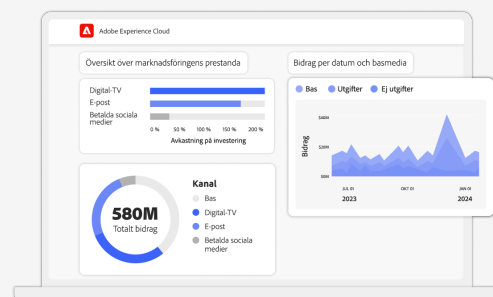 Adobe Experience Cloud
Översikt över marknadsföringens prestanda
Digital-TV
E-post
Betalda sociala
medier
0 % 50 % 100 % 150 % 200 %
Avkastning på investering
580M
Totalt bidrag
Kanal
Bas
Digital-TV
E-post
Betalda sociala
medier
Bidrag per datum och basmedia
Bas Utgifter Ej utgifter
Bidrag
$40M
$20M
$0M
JUL 01 OKT 01 JAN 01
2023 2024